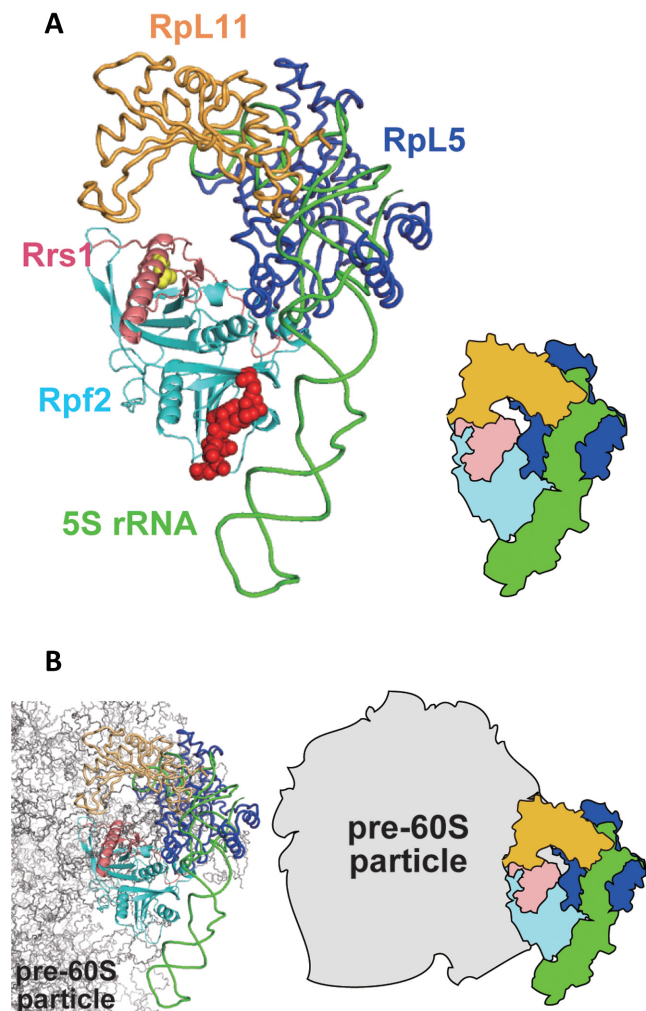 A
RpL11
RpL5
Rrs1
Rpf2
5S rRNA
B
pre-60S
particle
pre-60S
particle